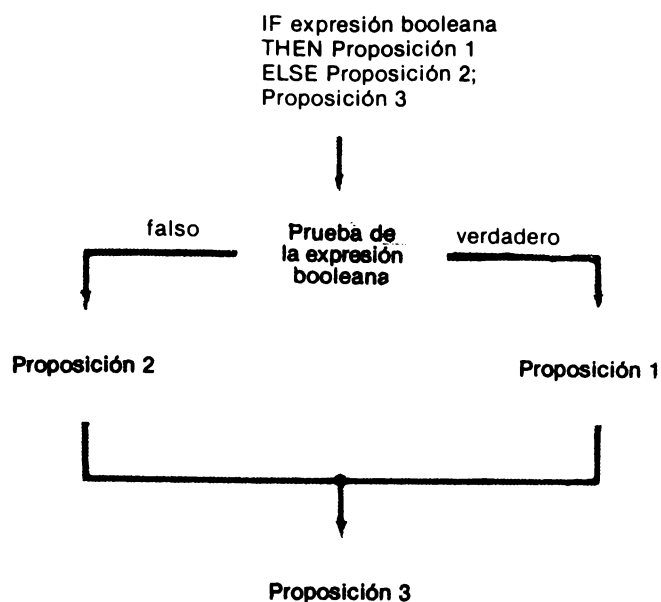 IF expresión booleana
THEN Proposición 1
ELSE Proposición 2;
Proposición 3
falso
Prueba de
la expresión
booleana
verdadero
Proposición 2
Proposición 1
Proposición 3